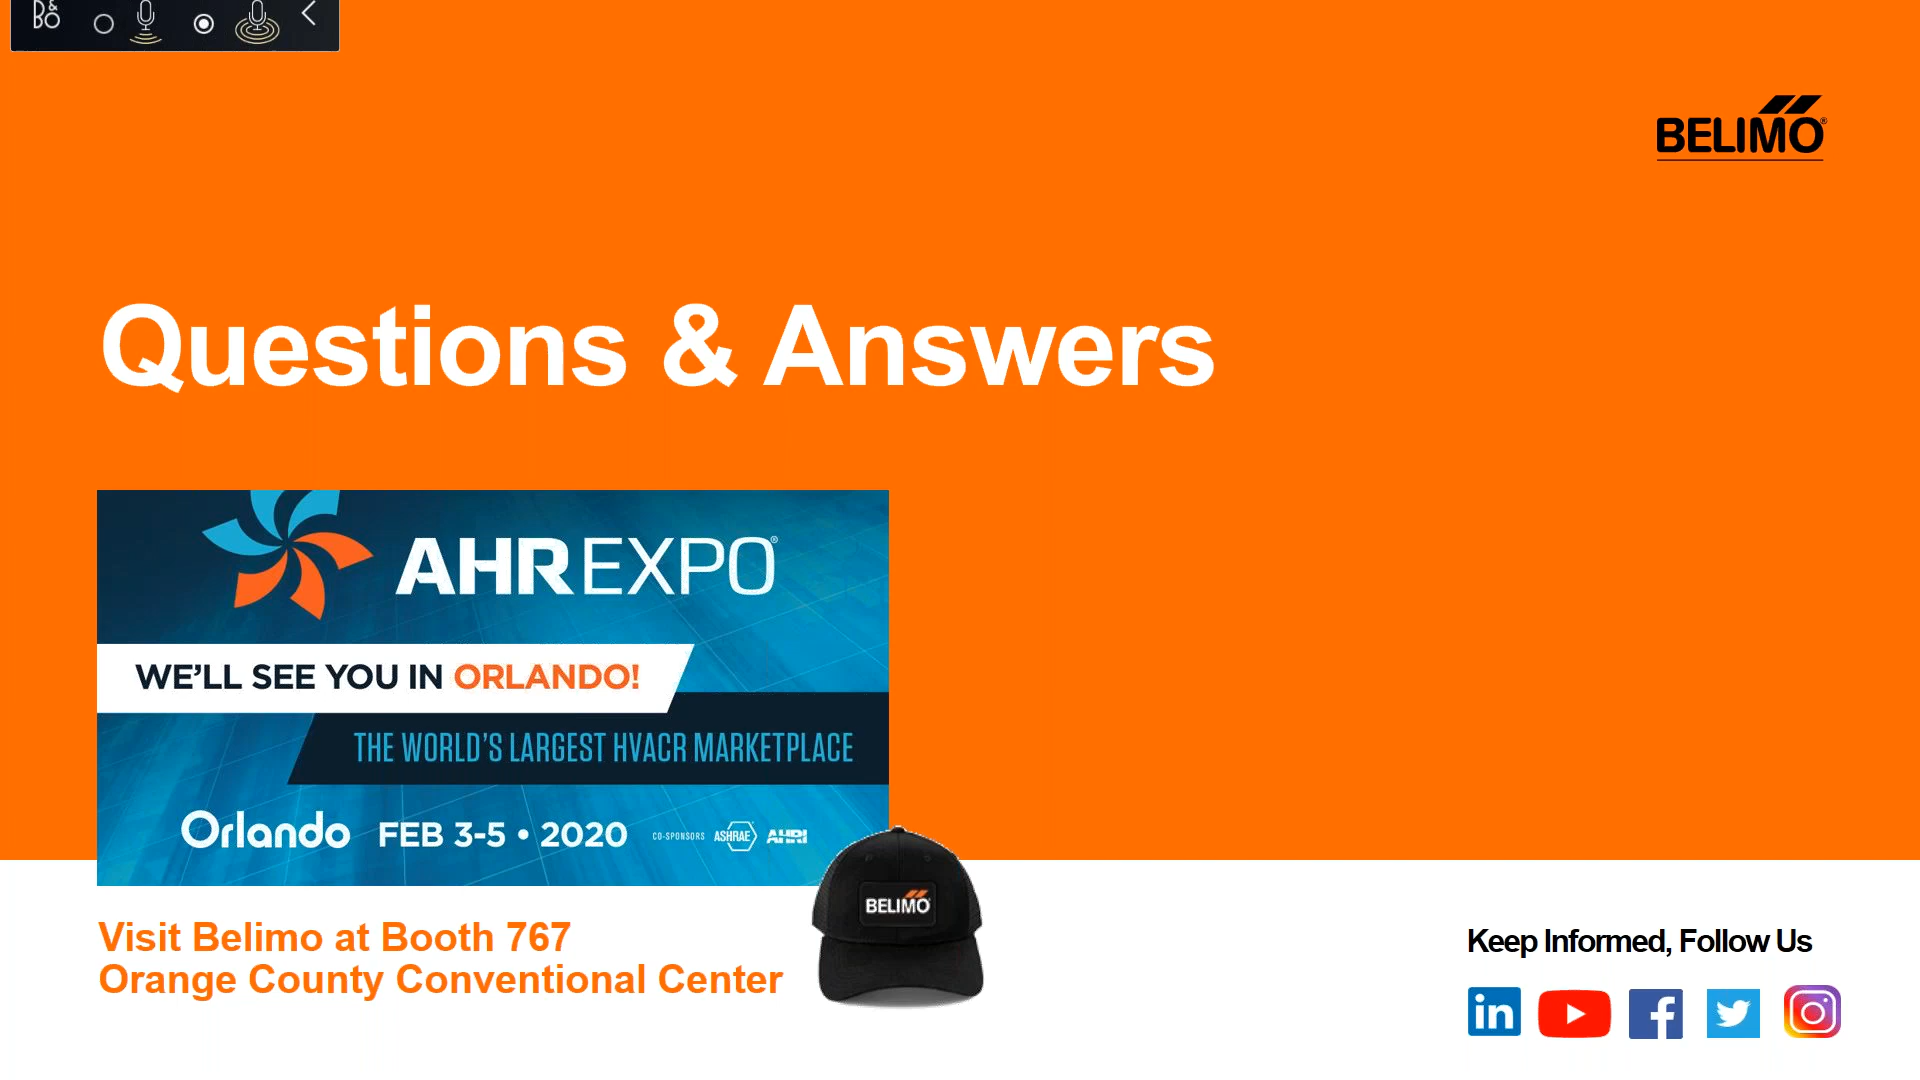 B&O
BELIMO®
Questions & Answers
AHR EXPO®
WE'LL SEE YOU IN ORLANDO!
THE WORLD'S LARGEST HVACR MARKETPLACE
Orlando FEB 3-5 • 2020 CO-SPONSORS ASHRAE AHRI
BELIMO
Visit Belimo at Booth 767
Orange County Conventional Center
Keep Informed, Follow Us
in
f